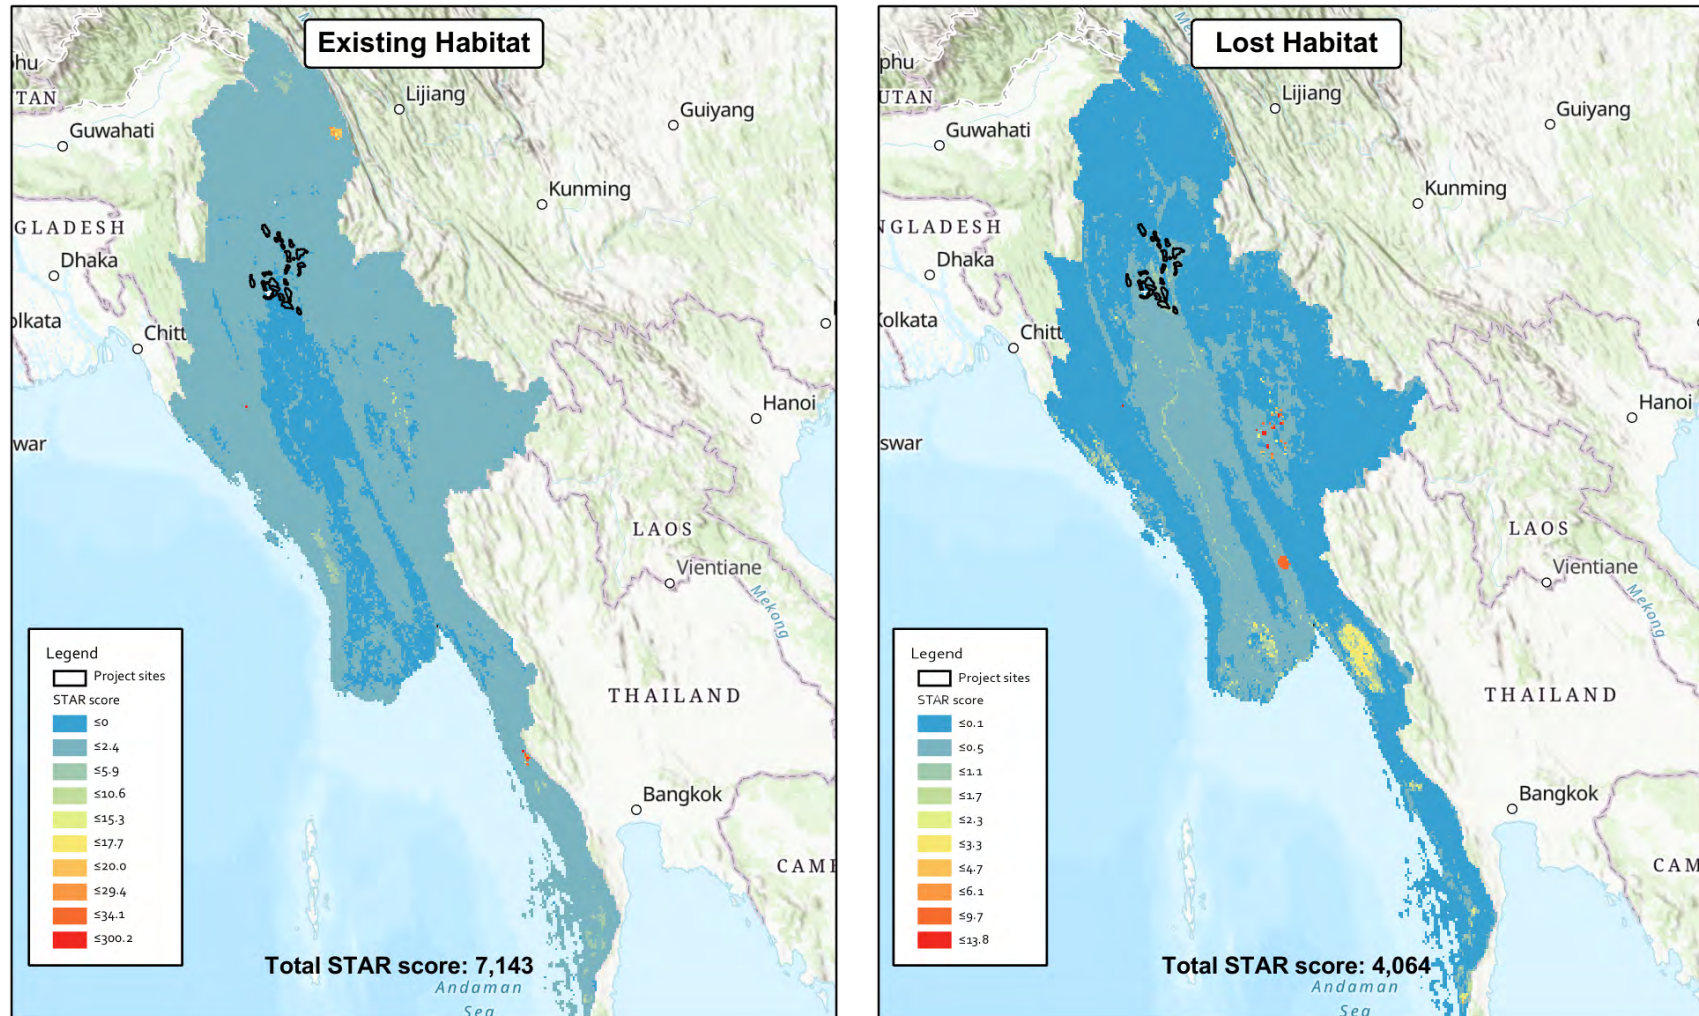 Existing Habitat
phu
TAN
Lijiang
Guiyang
Guwahati
Kunming
GLADESH
Dhaka
olkata
Chitt
Hanoi
war
LAOS
Vientiane
Mekong
THAILAND
Bangkok
CAMB
Andaman
Sea
Legend
Project sites
STAR score
≤0
≤2.4
≤5.9
≤10.6
≤15.3
≤17.7
≤20.0
≤29.4
≤34.1
≤300.2
Total STAR score: 7,143
Lost Habitat
phu
UTAN
Me
Lijiang
Guiyang
Guwahati
Kunming
NGLADESH
Dhaka
Kolkata
Chitt
Hanoi
swar
LAOS
Vientiane
Mekong
THAILAND
Bangkok
CAM
Andaman
Sea
Legend
Project sites
STAR score
≤0.1
≤0.5
≤1.1
≤1.7
≤2.3
≤3.3
≤4.7
≤6.1
≤9.7
≤13.8
Total STAR score: 4,064